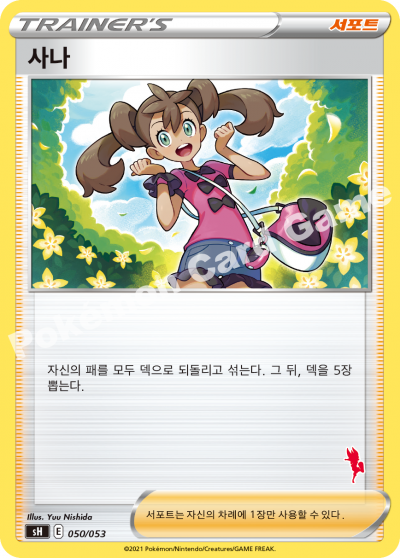 TRAINER'S
서포트
사나
Pokémon Card Game
자신의 패를 모두 덱으로 되돌리고 섞는다. 그 뒤, 덱을 5장
뽑는다.
Illus. Yuu Nishida
sH E 050/053
서포트는 자신의 차례에 1장만 사용할 수 있다.
©2021 Pokémon/Nintendo/Creatures/GAME FREAK.